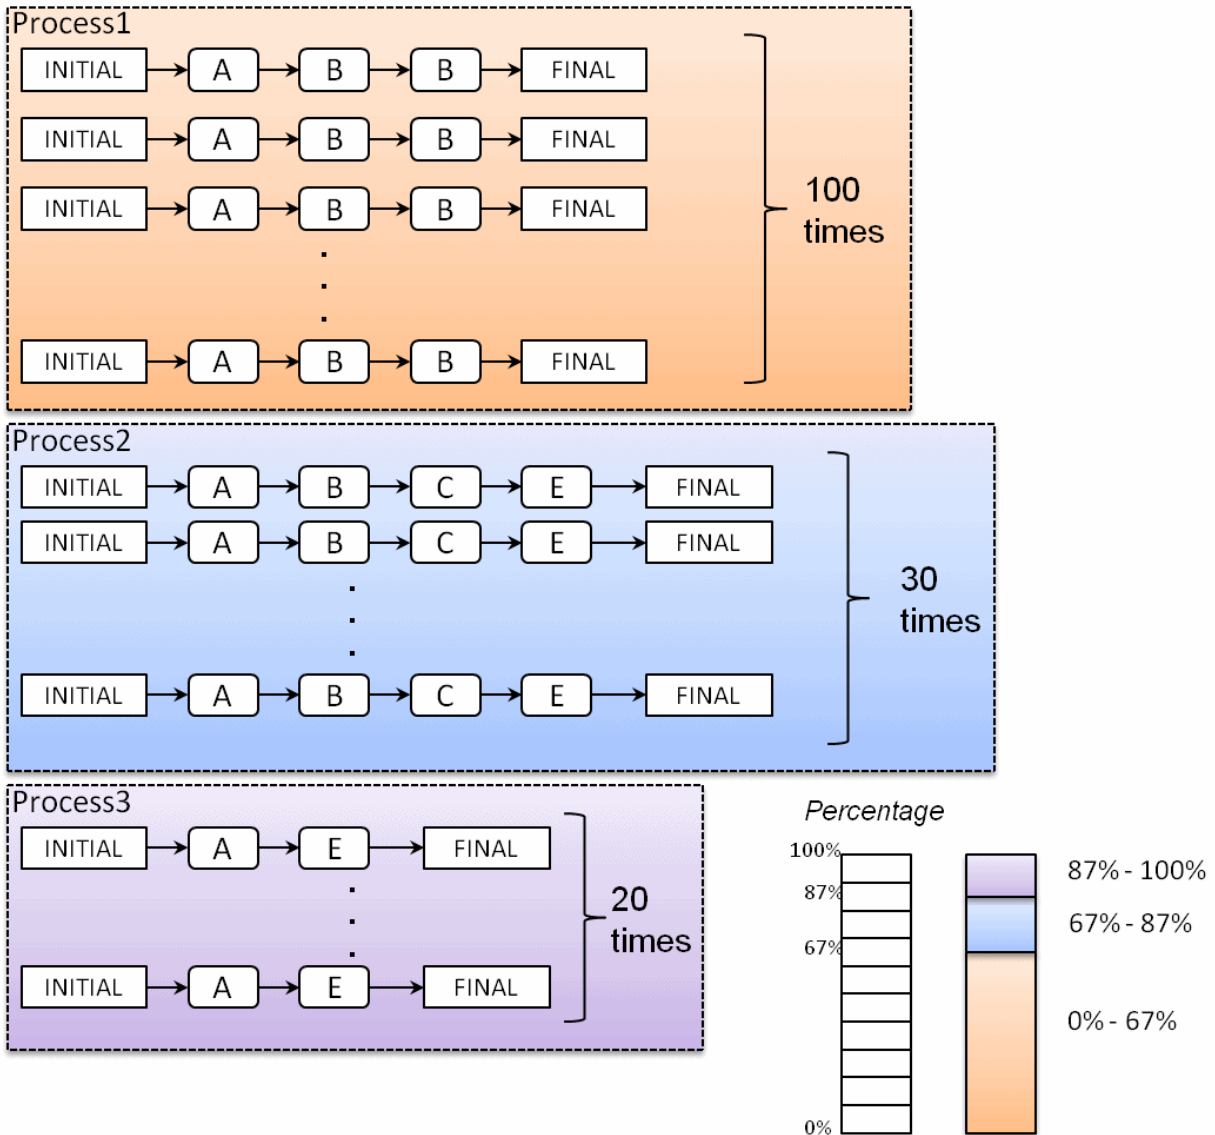 Process1
INITIAL A B B FINAL
INITIAL A B B FINAL
INITIAL A B B FINAL
100
times
INITIAL A B B FINAL
Process2
INITIAL A B C E FINAL
INITIAL A B C E FINAL
30
times
INITIAL A B C E FINAL
Process3
INITIAL A E FINAL
20
times
INITIAL A E FINAL
Percentage
100%
87%
67%
0%
87% - 100%
67% - 87%
0% - 67%